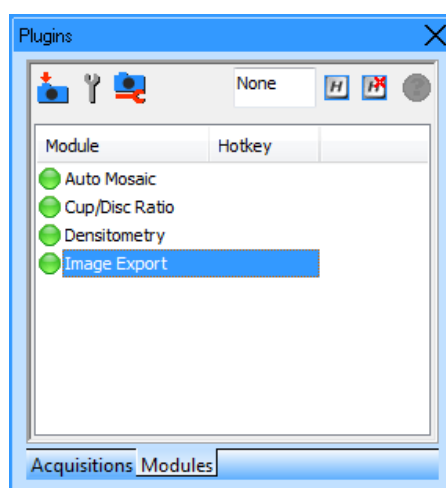 Plugins
None
H H
Module Hotkey
Auto Mosaic
Cup/Disc Ratio
Densitometry
Image Export
Acquisitions Modules